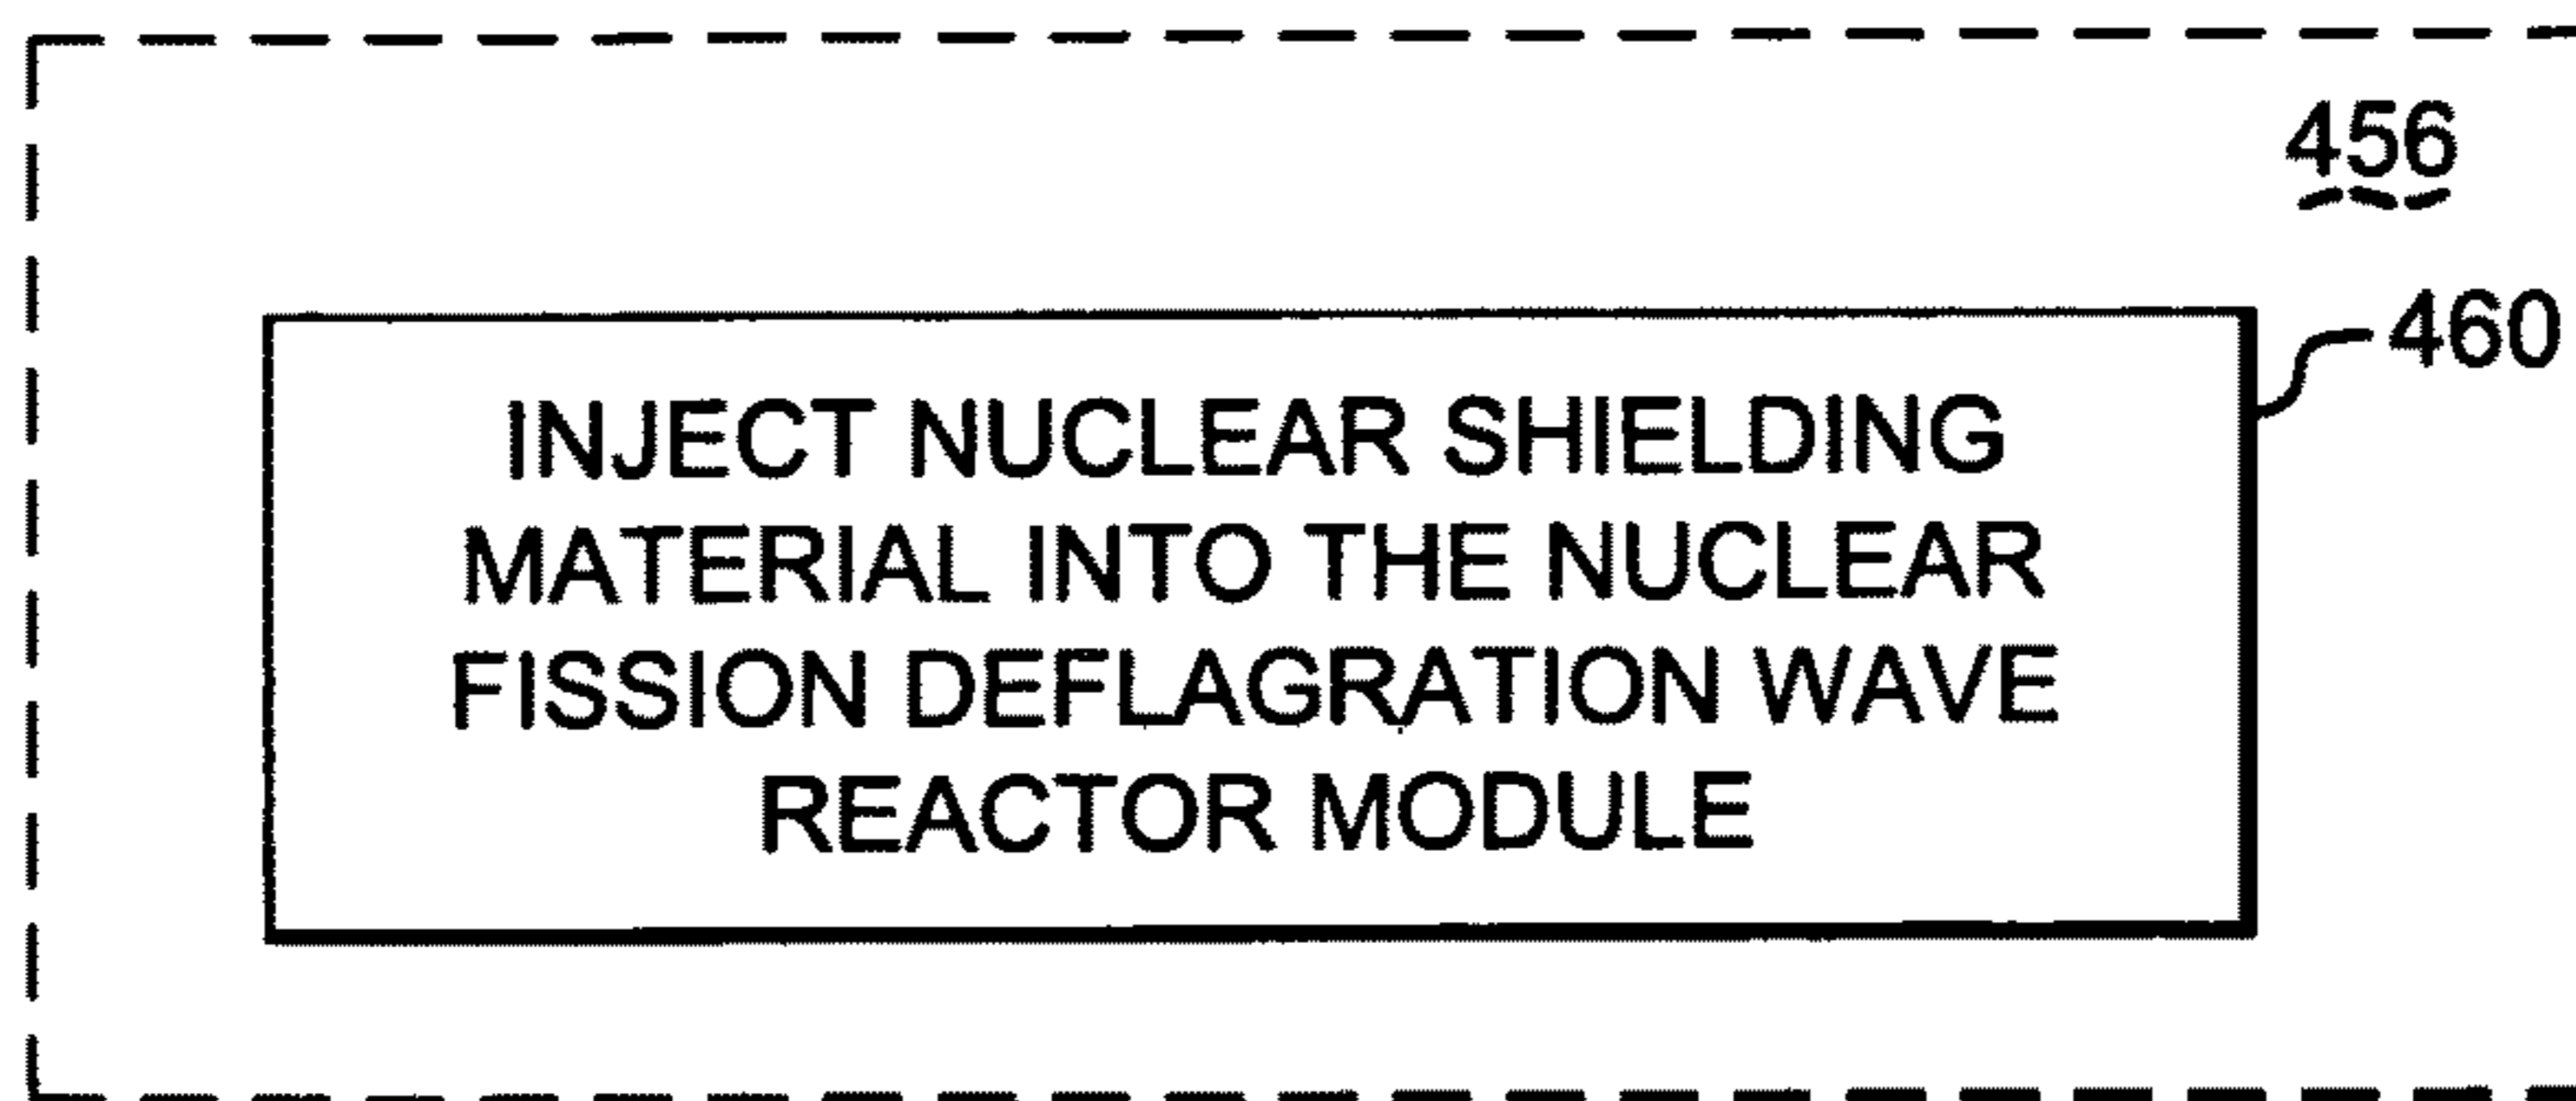 456
460
INJECT NUCLEAR SHIELDING
MATERIAL INTO THE NUCLEAR
FISSION DEFLAGRATION WAVE
REACTOR MODULE